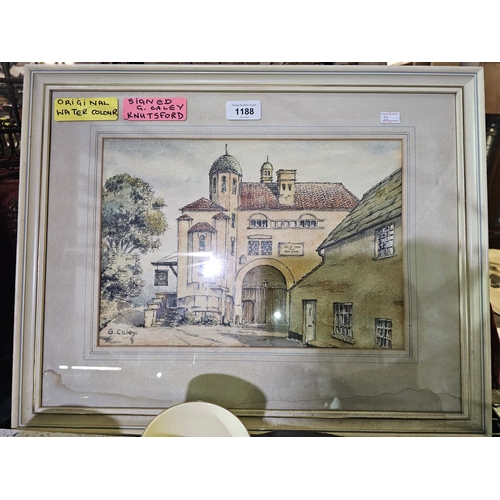 ORIGINAL
WATER COLOUR
SIGNED
G. CALEY
KNUTSFORD
1188
G. Caley.